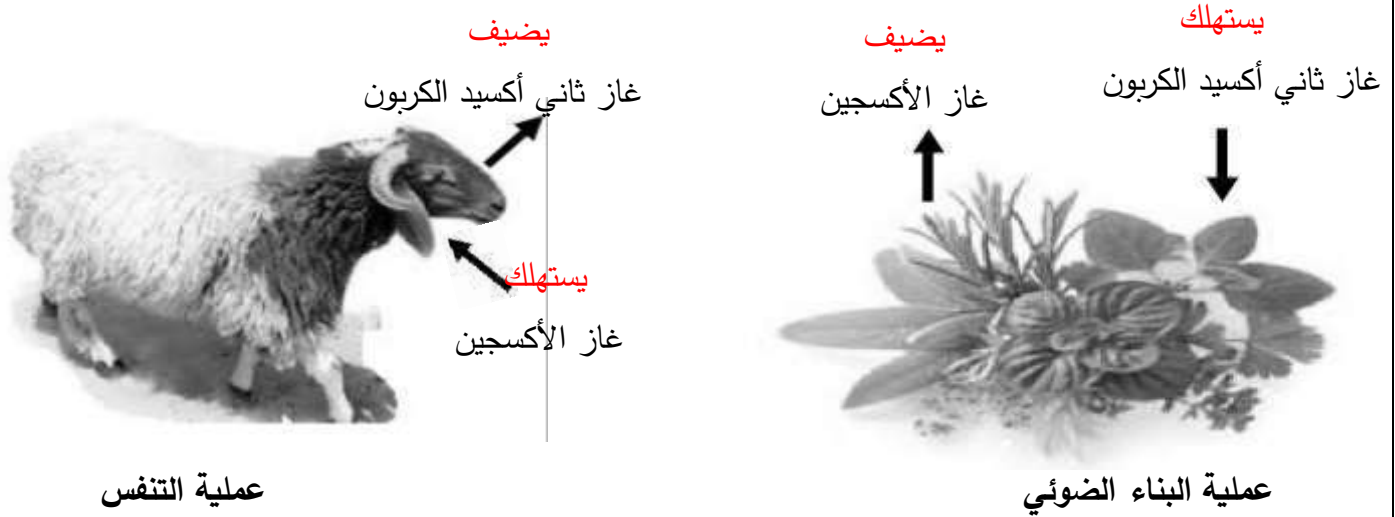 يستهلك
غاز ثاني أكسيد الكربون
يضيف
غاز الأكسجين
عملية البناء الضوئي
يضيف
غاز ثاني أكسيد الكربون
يستهلك
غاز الأكسجين
عملية التنفس